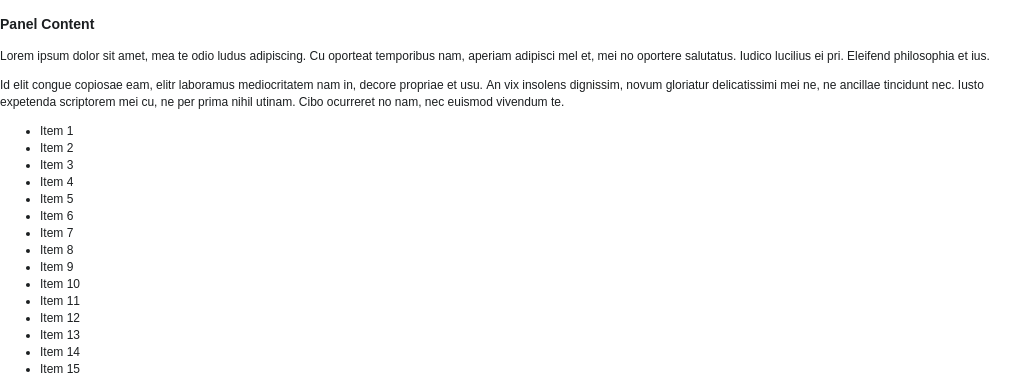 Panel Content
Lorem ipsum dolor sit amet, mea te odio ludus adipiscing. Cu oporteat temporibus nam, aperiam adipisci mel et, mei no oportere salutatus. Iudico lucilius ei pri. Eleifend philosophia et ius.
Id elit congue copiosae eam, elitr laboramus mediocritatem nam in, decore propriae et usu. An vix insolens dignissim, novum gloriatur delicatissimi mei ne, ne ancillae tincidunt nec. Iusto
expetenda scriptorem mei cu, ne per prima nihil utinam. Cibo ocurreret no nam, nec euismod vivendum te.
• Item 1
• Item 2
• Item 3
• Item 4
• Item 5
• Item 6
• Item 7
• Item 8
• Item 9
• Item 10
• Item 11
• Item 12
• Item 13
• Item 14
• Item 15